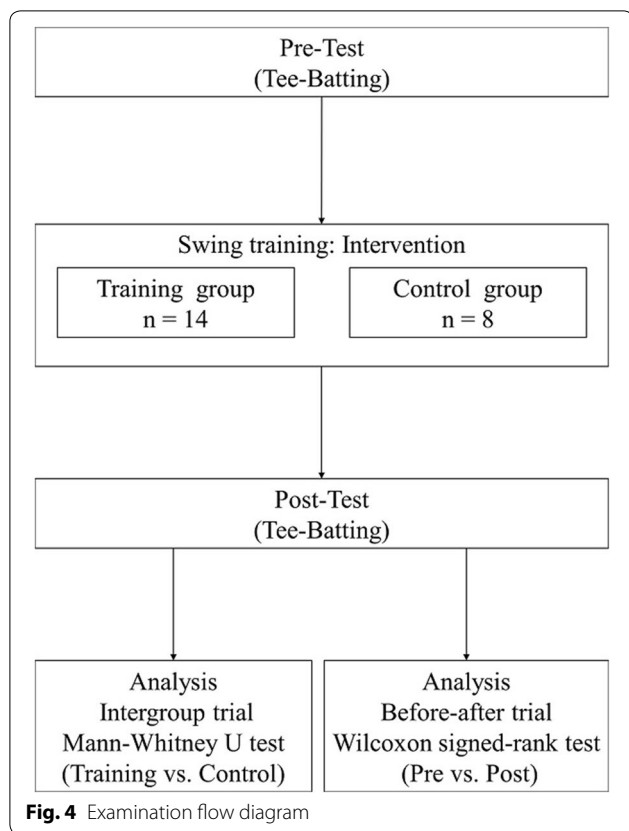 Pre-Test
(Tee-Batting)
Swing training: Intervention
Training group
n = 14
Control group
n = 8
Post-Test
(Tee-Batting)
Analysis
Intergroup trial
Mann-Whitney U test
(Training vs. Control)
Analysis
Before-after trial
Wilcoxon signed-rank test
(Pre vs. Post)
Fig. 4 Examination flow diagram